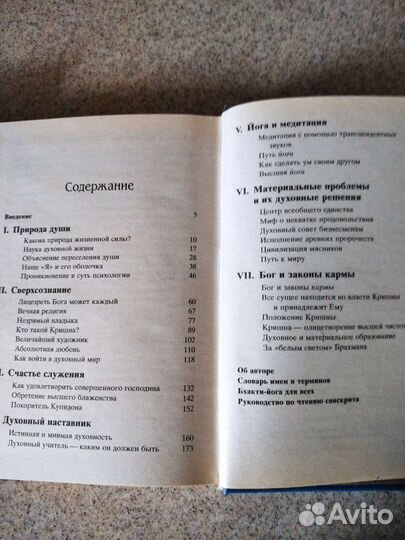 Содержание
Введение 5
I. Природа души
Какова природа жизненной силы? 10
Наука духовной жизни 17
Объяснение переселения души 28
Наше «Я» и его оболочка 38
Проникновение в суть психологии 46
II. Сверхсознание
Лицезреть Бога может каждый 60
Вечная религия 67
Незримый владыка 77
Кто такой Кришна? 89
Величайший художник 102
Абсолютная любовь 110
Как войти в духовный мир 118
I. Счастье служения
Как удовлетворить совершенного господина 132
Обретение высшего блаженства 142
Покоритель Купидона 152
Духовный наставник
Истинная и мнимая духовность 160
Духовный учитель — каким он должен быть 173
V. Йога и медитация
Медитация с помощью трансцендентных
звуков
Путь йоги
Как сделать ум своим другом
Высшая йога
VI. Материальные проблемы
и их духовные решения
Центр всеобщего единства
Миф о нехватке продовольствия
Духовный совет бизнесменам
Исполнение древних пророчеств
Цивилизация мясников
Путь к миру
VII. Бог и законы кармы
Бог и законы кармы
Все сущее находится во власти Кришны
и принадлежит Ему
Положение Кришны
Кришна — олицетворение высшей чистот
Духовное и материальное образование
За «белым светом» Брахмана
Об авторе
Словарь имен и терминов
Бхакти-йога для всех
Руководство по чтению санскрита
Avito